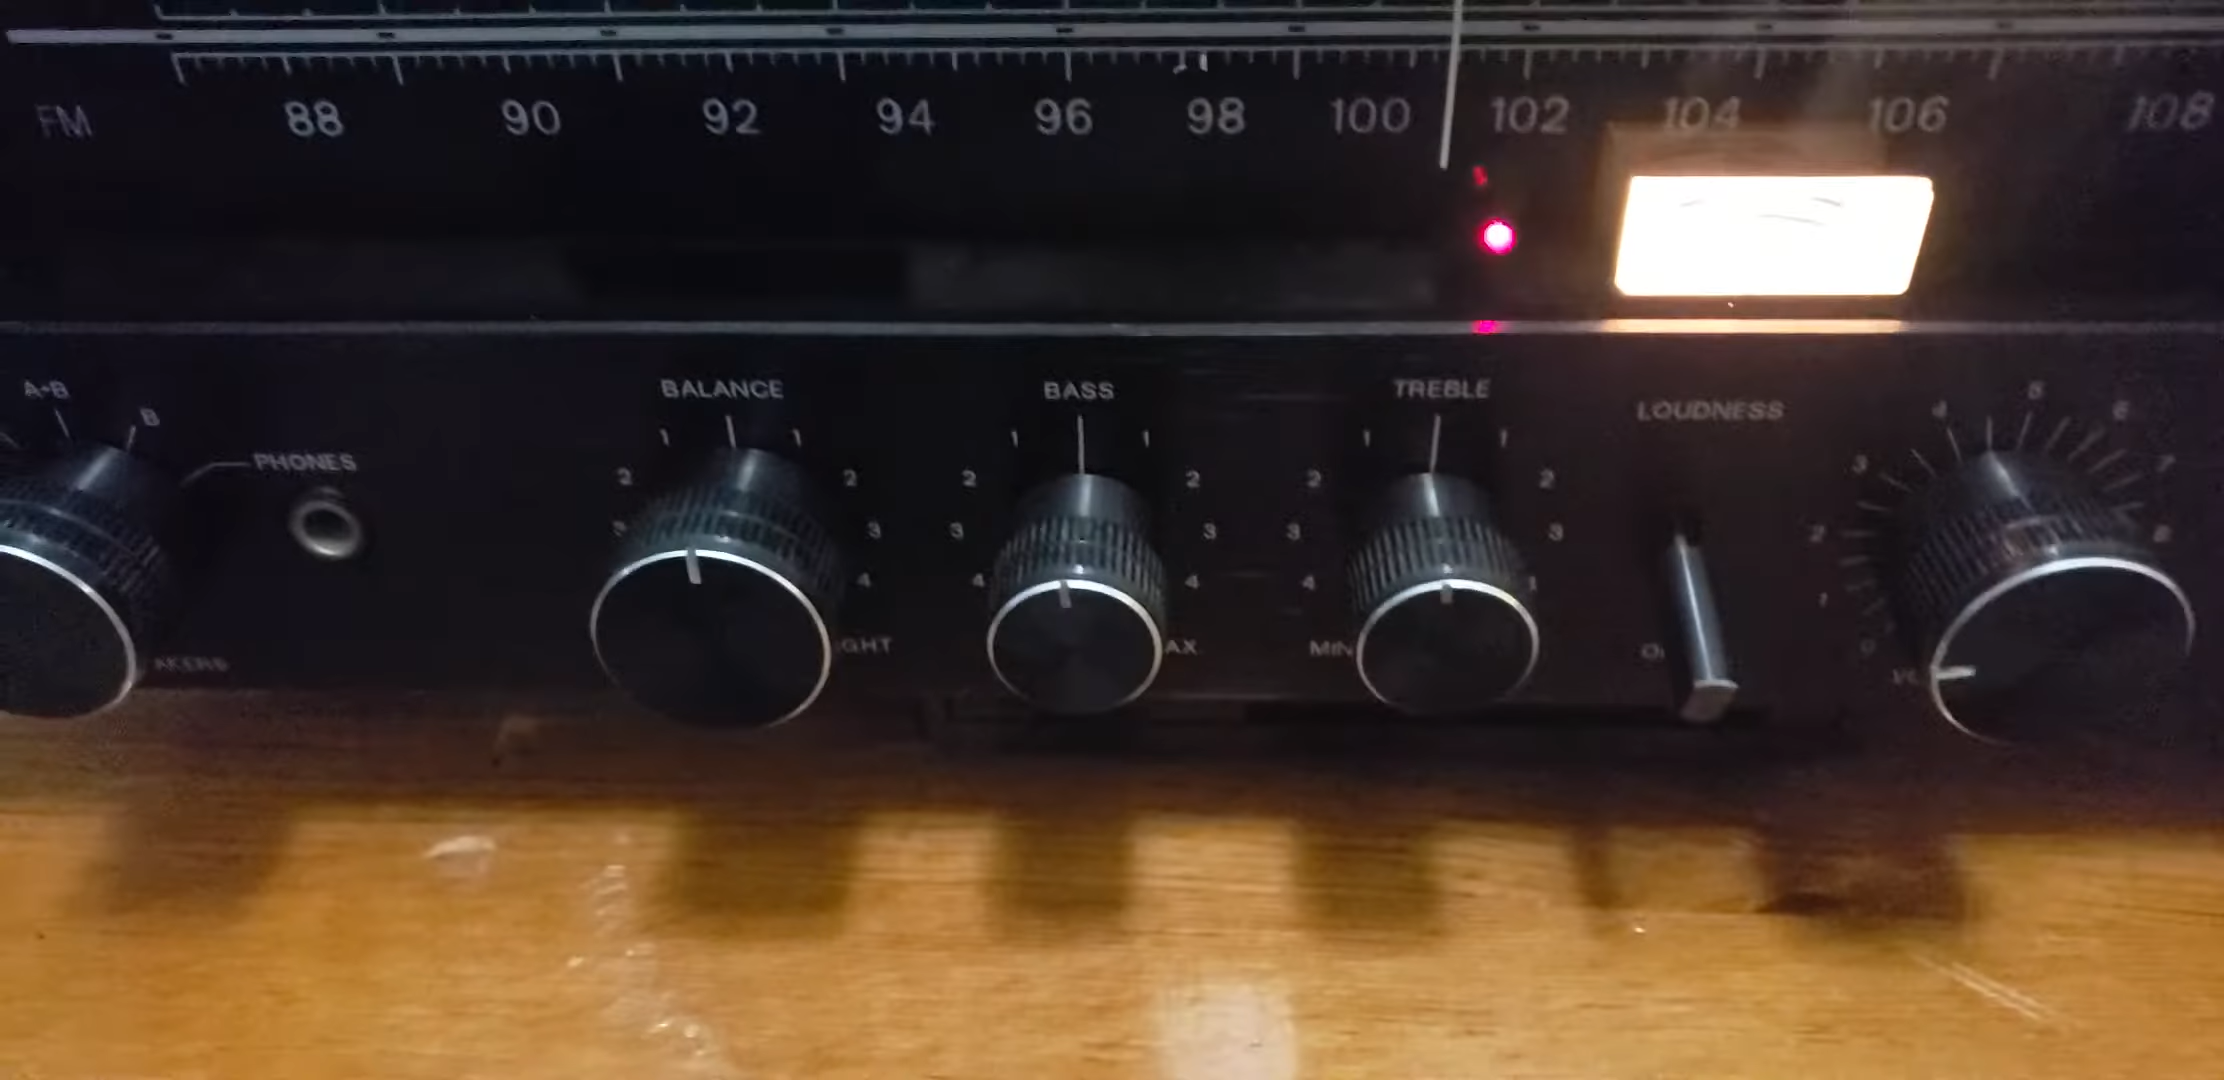 FM 88 90 92 94 96 98 100 102 104 106 108
A+B B
PHONES
BALANCE
1 1
2 2
3 3
4
BASS
1 1
2 2
3 3
4 4
TREBLE
1 1
2 2
3 3
4
MIN
LOUDNESS
0 1 2 3 4 5 6 7 8